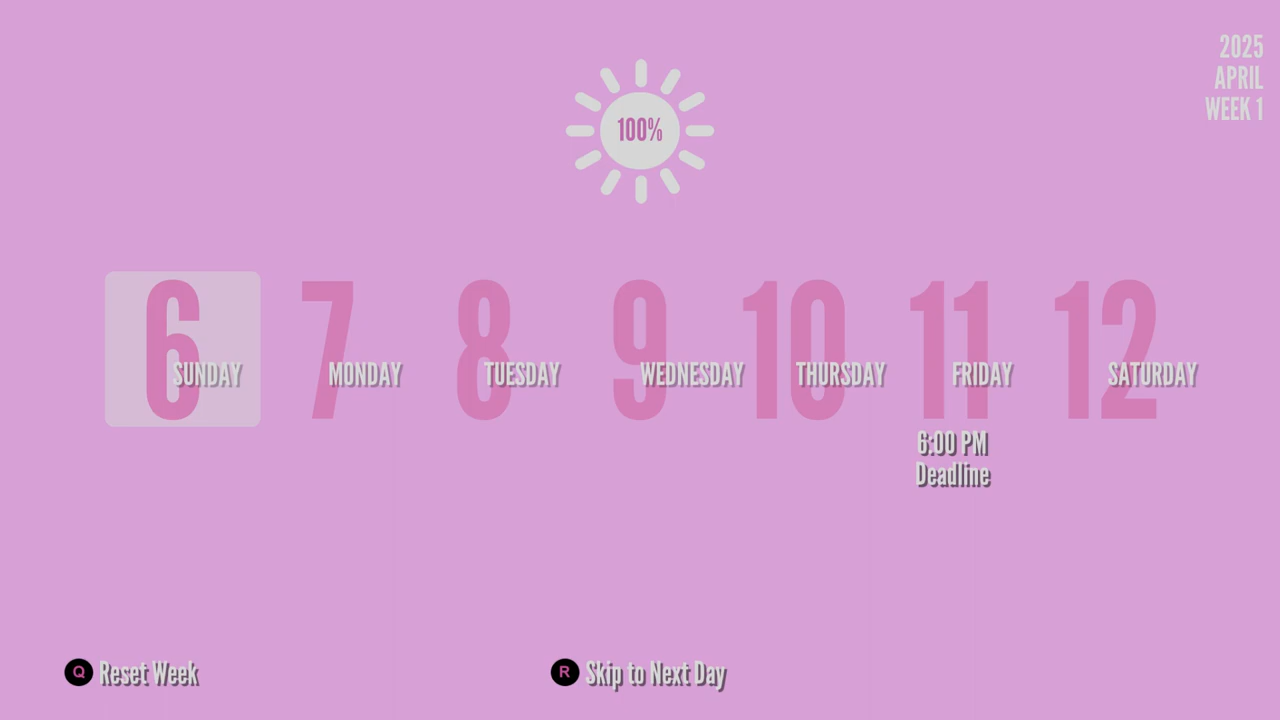 2025
APRIL
WEEK 1
100%
6 7 8 9 10 11 12
SUNDAY MONDAY TUESDAY WEDNESDAY THURSDAY FRIDAY SATURDAY
6:00 PM
Deadline
Q Reset Week R Skip to Next Day